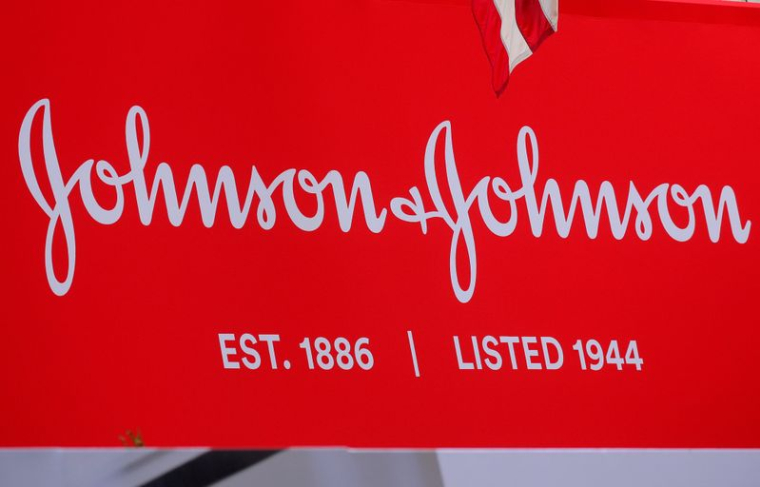 Johnson & Johnson
EST. 1886 | LISTED 1944